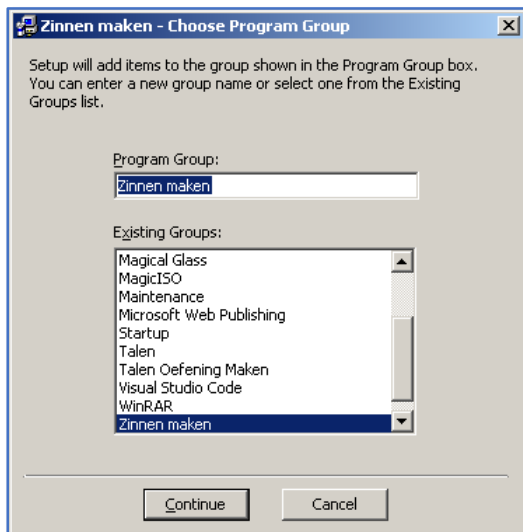 Zinnen maken - Choose Program Group
Setup will add items to the group shown in the Program Group box.
You can enter a new group name or select one from the Existing
Groups list.
Program Group:
Zinnen maken
Existing Groups:
Magical Glass
MagicISO
Maintenance
Microsoft Web Publishing
Startup
Talen
Talen Oefening Maken
Visual Studio Code
WinRAR
Zinnen maken
Continue Cancel